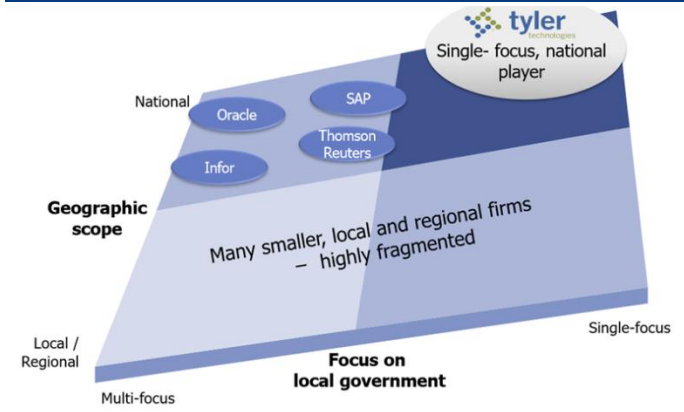 tyler
technologies
Single- focus, national
player
National
Oracle
SAP
Thomson
Reuters
Infor
Geographic
scope
Many smaller, local and regional firms
– highly fragmented
Local /
Regional
Single-focus
Focus on
local government
Multi-focus